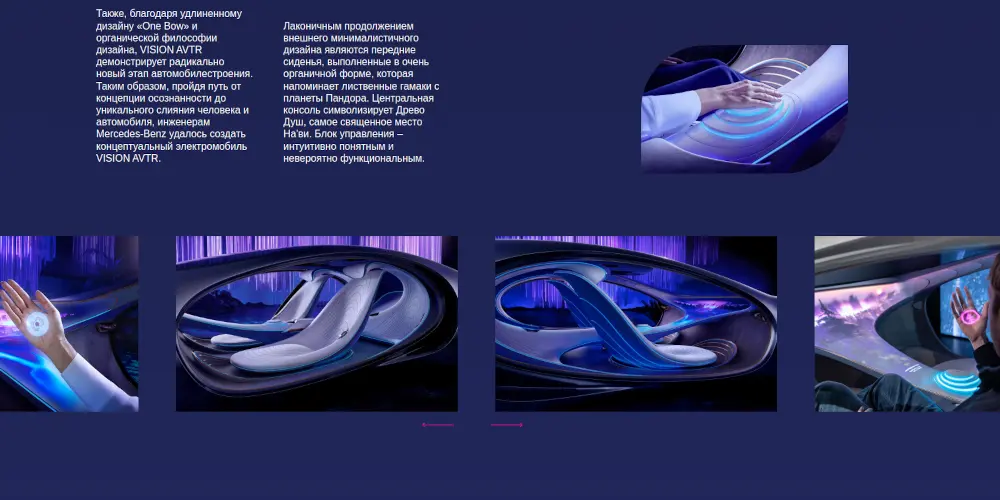 Также, благодаря удлиненному
дизайну «One Bow» и
органической философии
дизайна, VISION AVTR
демонстрирует радикально
новый этап автомобилестроения.
Таким образом, пройдя путь от
концепции осознанности до
уникального слияния человека и
автомобиля, инженерам
Mercedes-Benz удалось создать
концептуальный электромобиль
VISION AVTR.
Лаконичным продолжением
внешнего минималистичного
дизайна являются передние
сиденья, выполненные в очень
органичной форме, которая
напоминает лиственные гамаки с
планеты Пандора. Центральная
консоль символизирует Древо
Душ, самое священное место
На'ви. Блок управления –
интуитивно понятным и
невероятно функциональным.